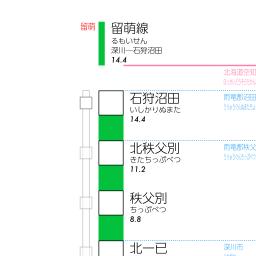 留萌
留萌線
るもいせん
深川―石狩沼田
14.4
北海道空知
雨竜郡沼田
石狩沼田
いしかりぬまた
14.4
北秩父別
きたちっぷべつ
11.2
雨竜郡秩父
秩父別
ちっぷべつ
8.8
北一已
深川市